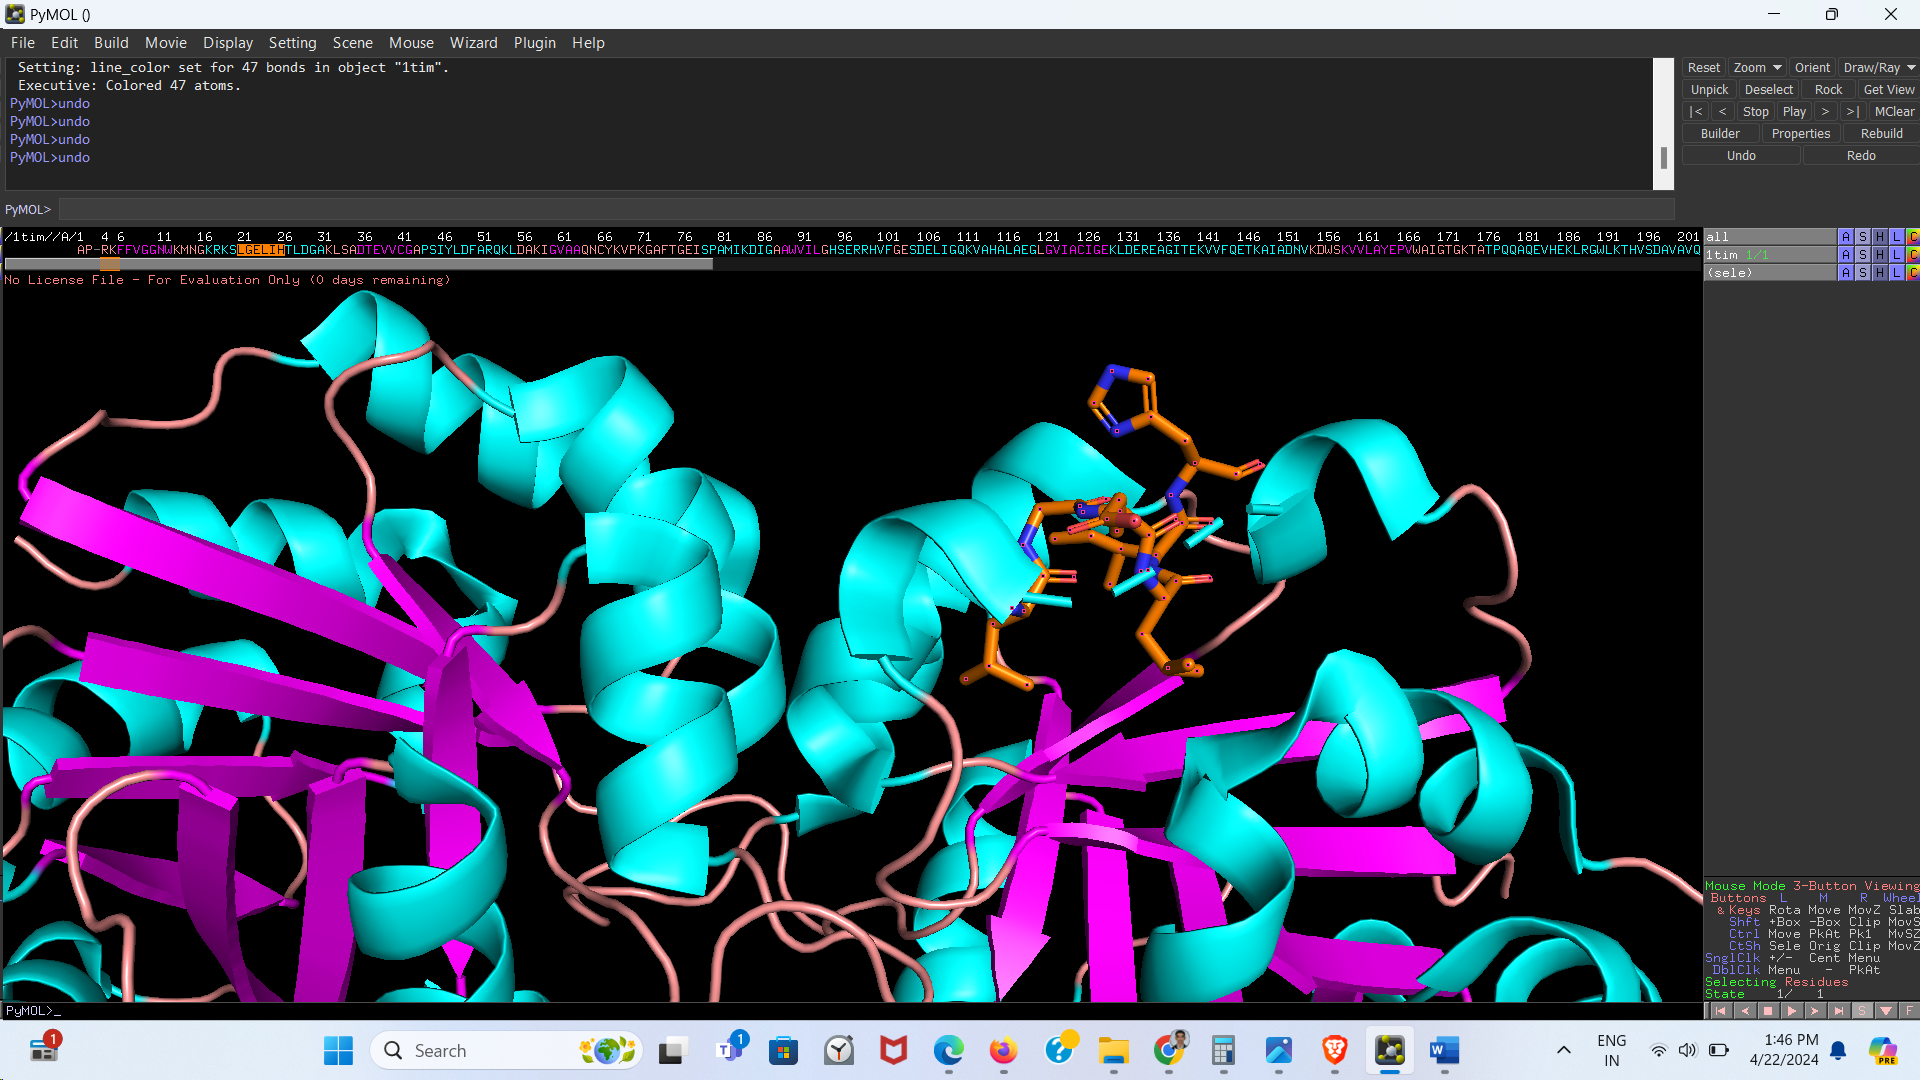 PyMOL ()
File Edit Build Movie Display Setting Scene Mouse Wizard Plugin Help
Setting: line_color set for 47 bonds in object "1tim".
Executive: Colored 47 atoms.
PyMOL>undo
PyMOL>undo
PyMOL>undo
PyMOL>undo
Reset Zoom Orient Draw/Ray
Unpick Deselect Rock Get View
|< < Stop Play > >| MClear
Builder Properties Rebuild
Undo Redo
PyMOL>
/1tim//A/1 4 6 11 16 21 26 31 36 41 46 51 56 61 66 71 76 81 86 91 96 101 106 111 116 121 126 131 136 141 146 151 156 161 166 171 176 181 186 191 196 201
AP-RKFFVGGNWKMNGKRKSLGELIHTLDGAKLSADTEVVCGAPSIYLDFARQKLDAKIGVAAQNCYKVPKGAFTGEISPAMIKDIGAAWVILGHSERRHVFGESDELIGQKVAHALAEGLGVIACIGEKLDEREAGITEKVVFQETKAIADNVKDWSKVVLAYEPVWAIGTGKTATPQQAQEVHEKLRGWLKTHVSDAVAVQ
No License File - For Evaluation Only (0 days remaining)
all A S H L C
1tim 1/1 A S H L C
(sele) A S H L C
Mouse Mode 3-Button Viewing
Buttons L M R Wheel
& Keys Rota Move MovZ Slab
Shft +Box -Box Clip MovS
Ctrl Move PkAt Pk1 MvSZ
CtSh Sele Orig Clip MovZ
SnglClk +/- Cent Menu
DblClk Menu - PkAt
Selecting Residues
State 1/ 1
PyMOL>_
S F
1
Search
1
ENG
IN
1:46 PM
4/22/2024
PRE